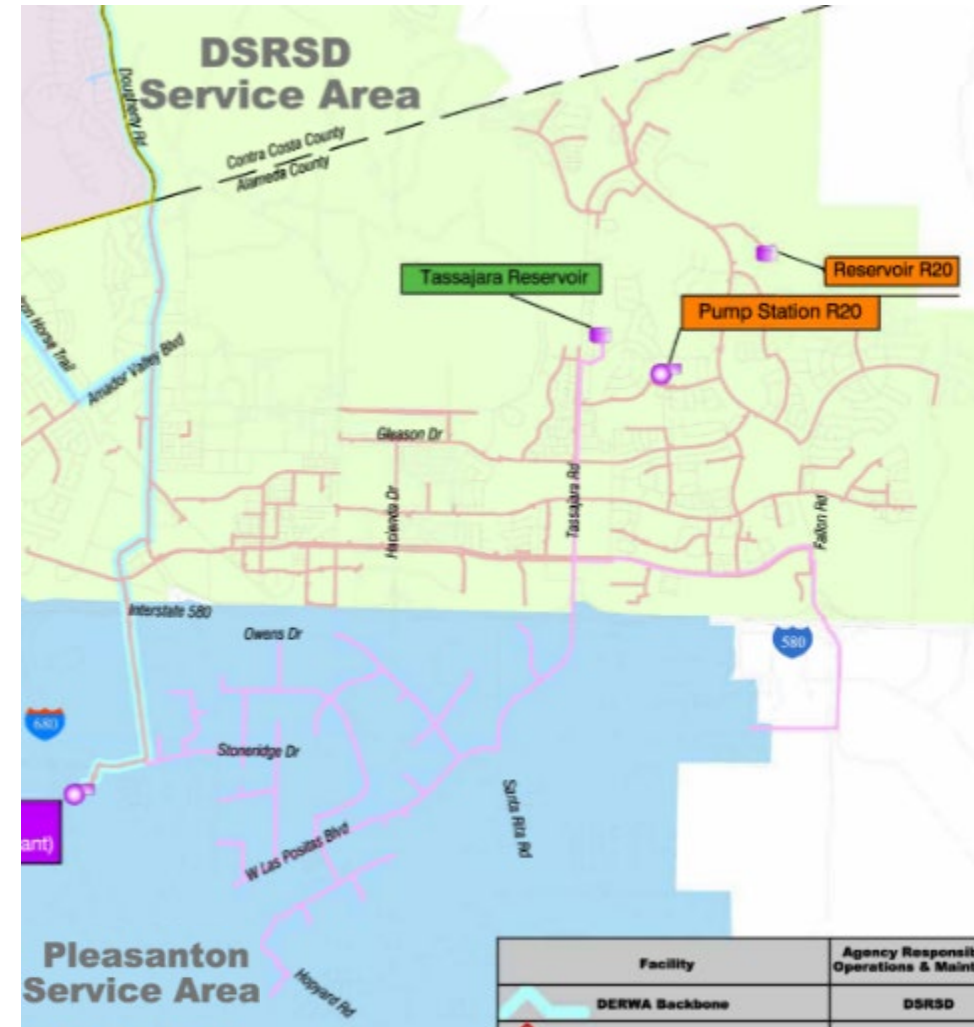 DSRSD
Service Area
Dougherty Rd
Contra Costa County
Alameda County
Tassajara Reservoir
Reservoir R20
Pump Station R20
Horse Trail
Amador Valley Blvd
Gleason Dr
Hacienda Dr
Tassajara Rd
Fallon Rd
Interstate 580
Owens Dr
580
680
Stoneridge Dr
Santa Rita Rd
ant)
W Las Positas Blvd
Pleasanton
Service Area
Hopyard Rd
Facility
Agency Responsi
Operations & Maint
DERWA Backbone
DSRSD